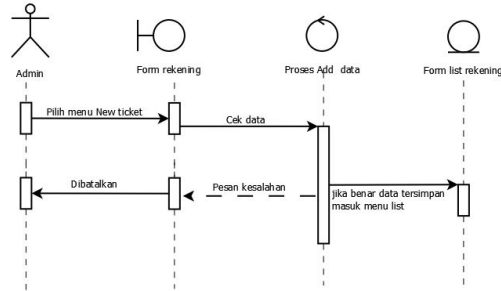 Admin
Form rekening
Proses Add data
Form list rekening
Pilih menu New ticket
Cek data
Dibatalkan
Pesan kesalahan
jika benar data tersimpan
masuk menu list